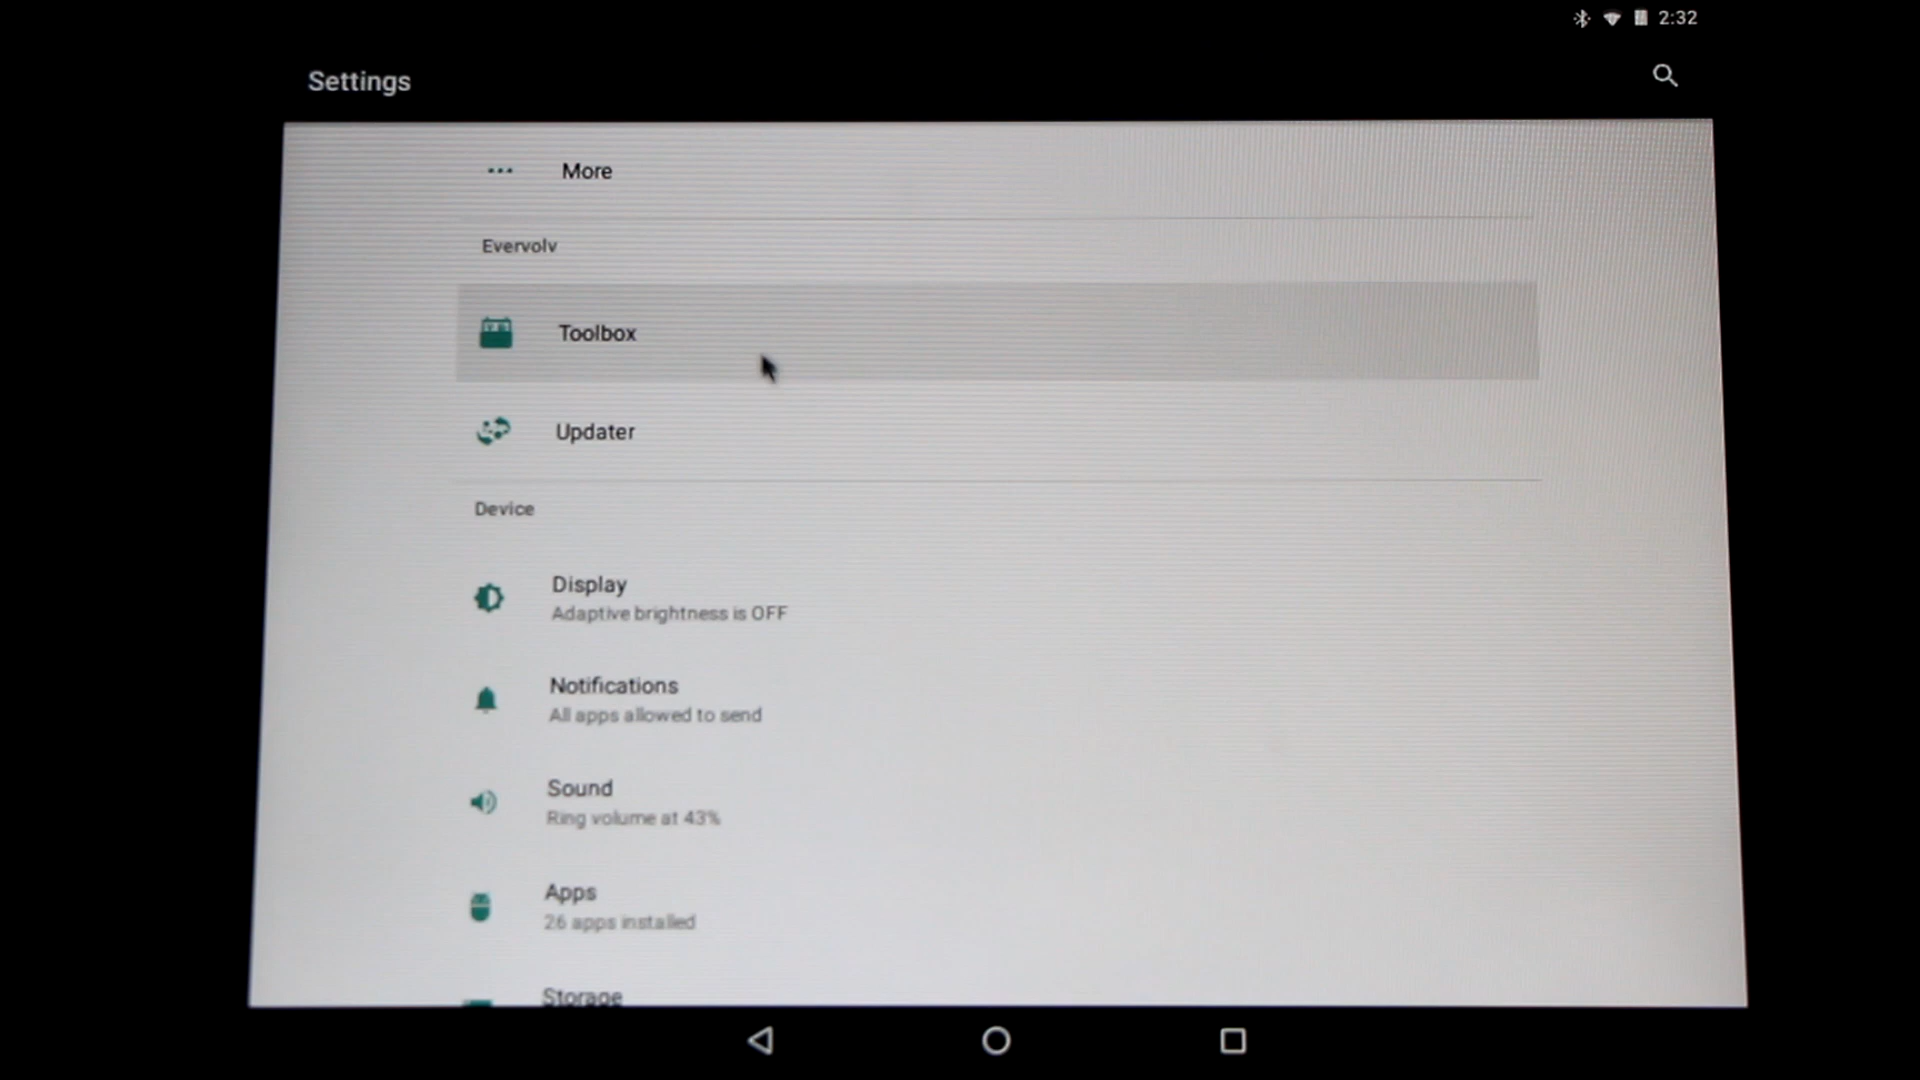 2:32
Settings
More
Evervolv
Toolbox
Updater
Device
Display
Adaptive brightness is OFF
Notifications
All apps allowed to send
Sound
Ring volume at 43%
Apps
26 apps installed
Storage